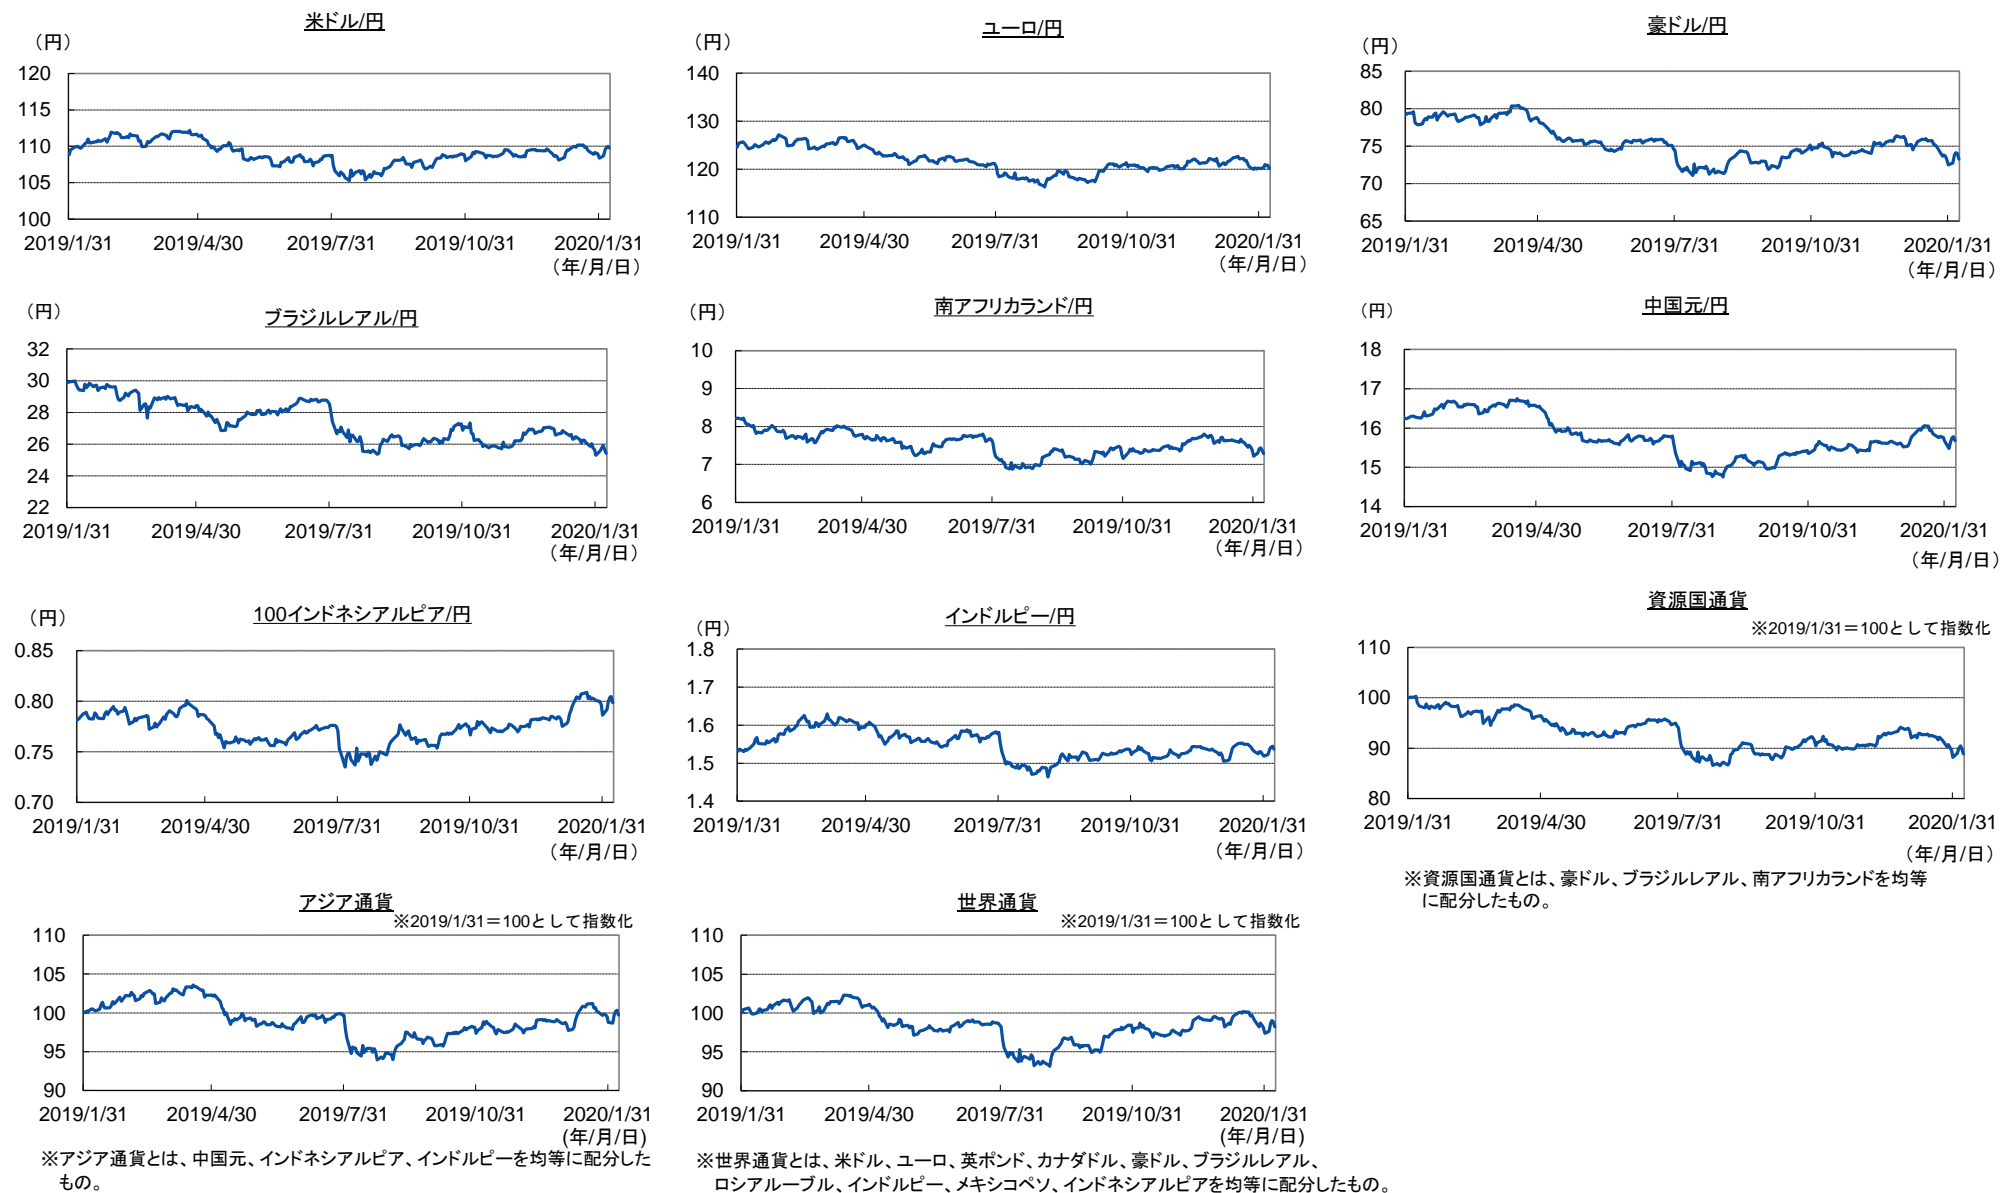 米ドル/円
（円）
120
115
110
105
100
2019/1/31 2019/4/30 2019/7/31 2019/10/31 2020/1/31
（年/月/日）
ユーロ/円
（円）
140
130
120
110
2019/1/31 2019/4/30 2019/7/31 2019/10/31 2020/1/31
（年/月/日）
豪ドル/円
（円）
85
80
75
70
65
2019/1/31 2019/4/30 2019/7/31 2019/10/31 2020/1/31
（年/月/日）
ブラジルレアル/円
（円）
32
30
28
26
24
22
2019/1/31 2019/4/30 2019/7/31 2019/10/31 2020/1/31
（年/月/日）
南アフリカランド/円
（円）
10
9
8
7
6
2019/1/31 2019/4/30 2019/7/31 2019/10/31 2020/1/31
（年/月/日）
中国元/円
（円）
18
17
16
15
14
2019/1/31 2019/4/30 2019/7/31 2019/10/31 2020/1/31
（年/月/日）
100インドネシアルピア/円
（円）
0.85
0.80
0.75
0.70
2019/1/31 2019/4/30 2019/7/31 2019/10/31 2020/1/31
（年/月/日）
インドルピー/円
（円）
1.8
1.7
1.6
1.5
1.4
2019/1/31 2019/4/30 2019/7/31 2019/10/31 2020/1/31
（年/月/日）
資源国通貨
※2019/1/31＝100として指数化
110
100
90
80
2019/1/31 2019/4/30 2019/7/31 2019/10/31 2020/1/31
（年/月/日）
※資源国通貨とは、豪ドル、ブラジルレアル、南アフリカランドを均等
に配分したもの。
アジア通貨
※2019/1/31＝100として指数化
110
105
100
95
90
2019/1/31 2019/4/30 2019/7/31 2019/10/31 2020/1/31
(年/月/日)
※アジア通貨とは、中国元、インドネシアルピア、インドルピーを均等に配分した
もの。
世界通貨
※2019/1/31＝100として指数化
110
105
100
95
90
2019/1/31 2019/4/30 2019/7/31 2019/10/31 2020/1/31
(年/月/日)
※世界通貨とは、米ドル、ユーロ、英ポンド、カナダドル、豪ドル、ブラジルレアル、
ロシアルーブル、インドルピー、メキシコペソ、インドネシアルピアを均等に配分したもの。